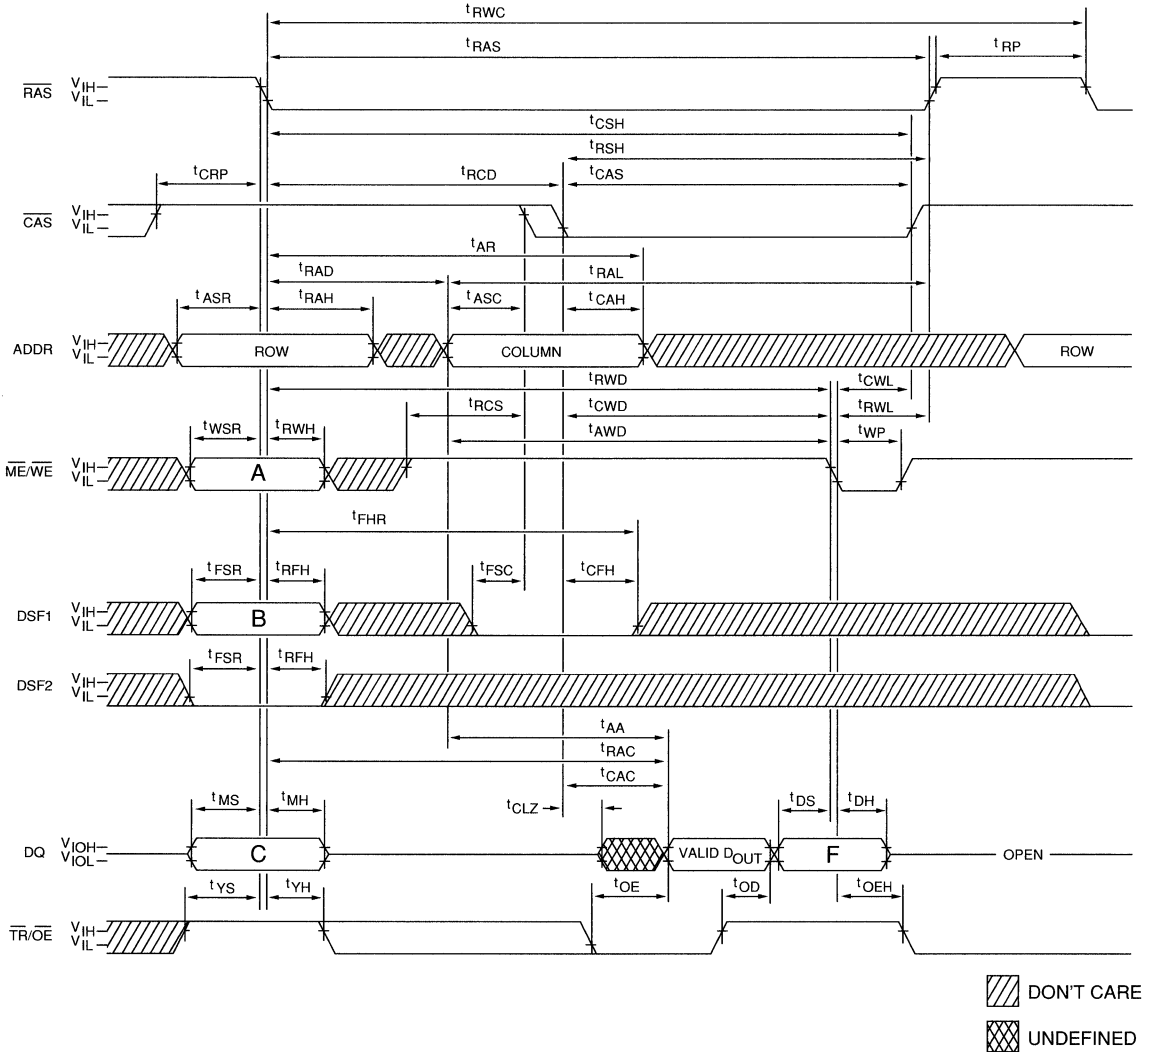 tRWC
tRAS
tRP
RAS
VIH
VIL
tCSH
tRSH
tCRP
tRCD
tCAS
CAS
VIH
VIL
tAR
tRAD
tRAL
tASR
tRAH
tASC
tCAH
ADDR
VIH
VIL
ROW
COLUMN
ROW
tRWD
tCWL
tRCS
tCWD
tRWL
tWSR
tRWH
tAWD
tWP
ME/WE
VIH
VIL
A
tFHR
tFSR
tRFH
tFSC
tCFH
DSF1
VIH
VIL
B
tFSR
tRFH
DSF2
VIH
VIL
tAA
tRAC
tCAC
tMS
tMH
tCLZ
tDS
tDH
DQ
VIOH
VIOL
C
VALID DOUT
F
OPEN
tYS
tYH
tOE
tOD
tOEH
TR/OE
VIH
VIL
DON'T CARE
UNDEFINED